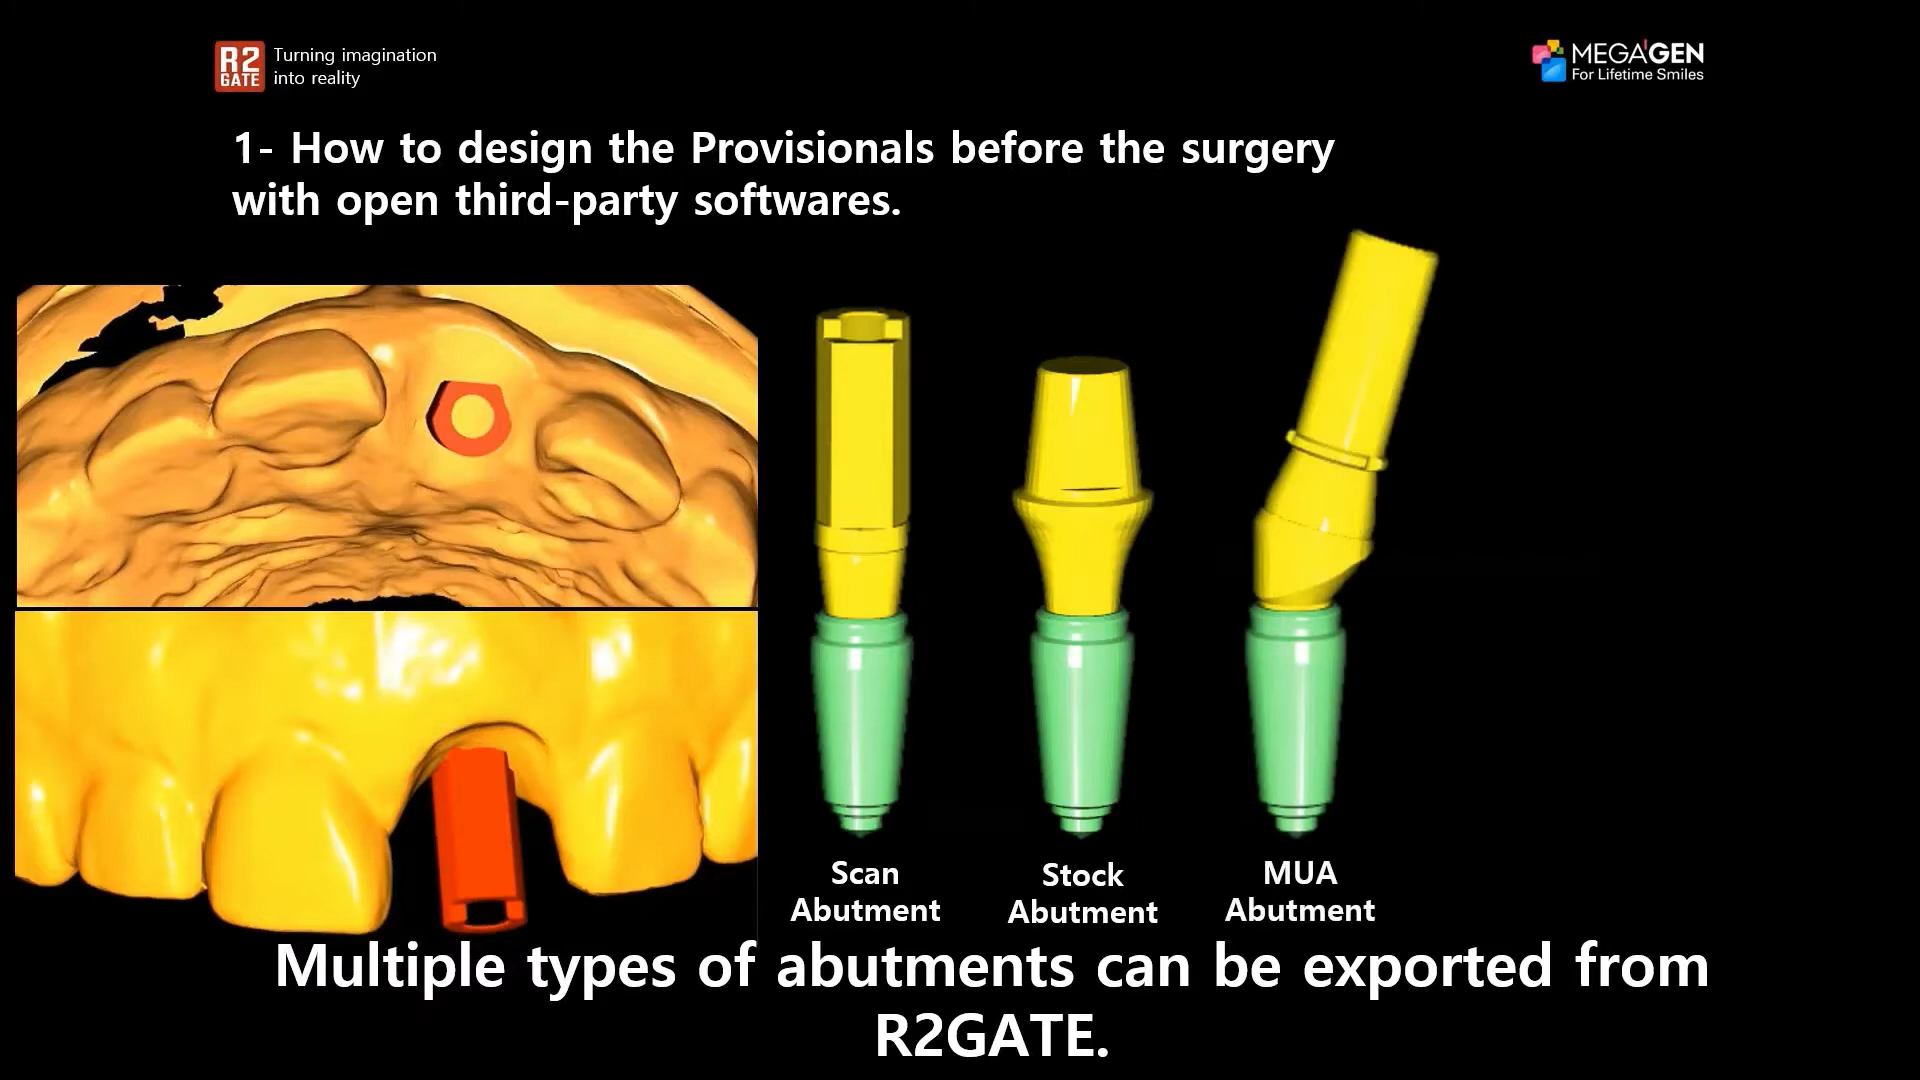 R2
GATE
Turning imagination
into reality
MEGA'GEN
For Lifetime Smiles
1- How to design the Provisionals before the surgery
with open third-party softwares.
Scan
Abutment
Stock
Abutment
MUA
Abutment
Multiple types of abutments can be exported from
R2GATE.